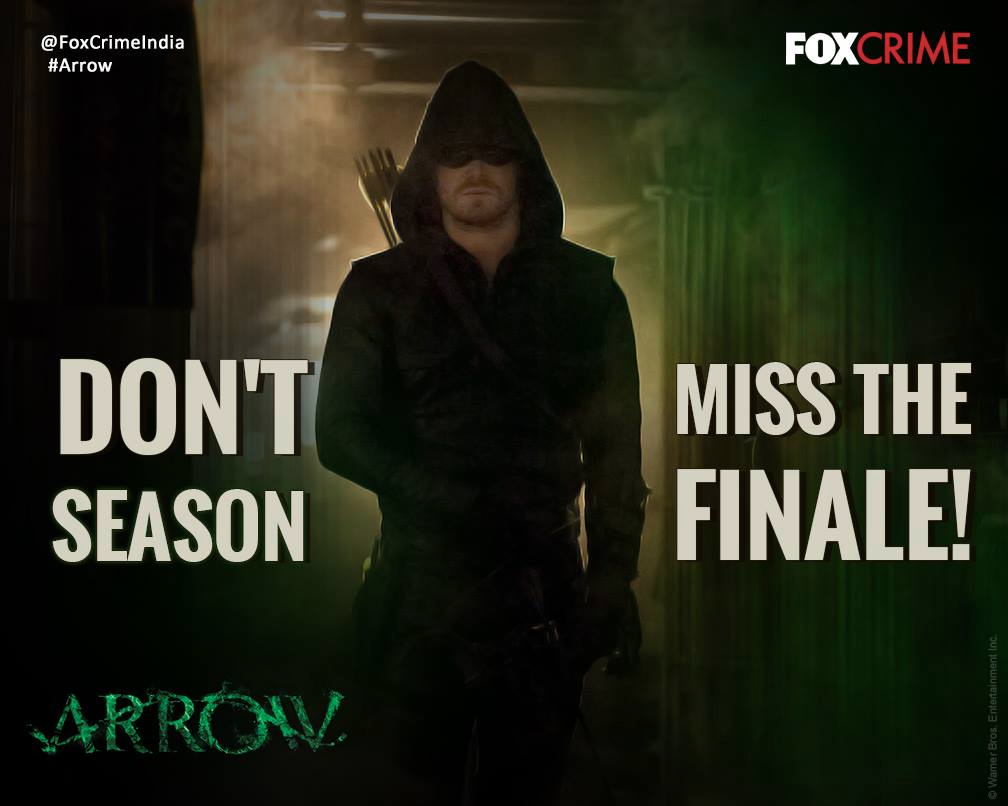 @FoxCrimeIndia
#Arrow
FOXCRIME
DON'T MISS THE
SEASON FINALE!
ARROW
© Warner Bros. Entertainment Inc.